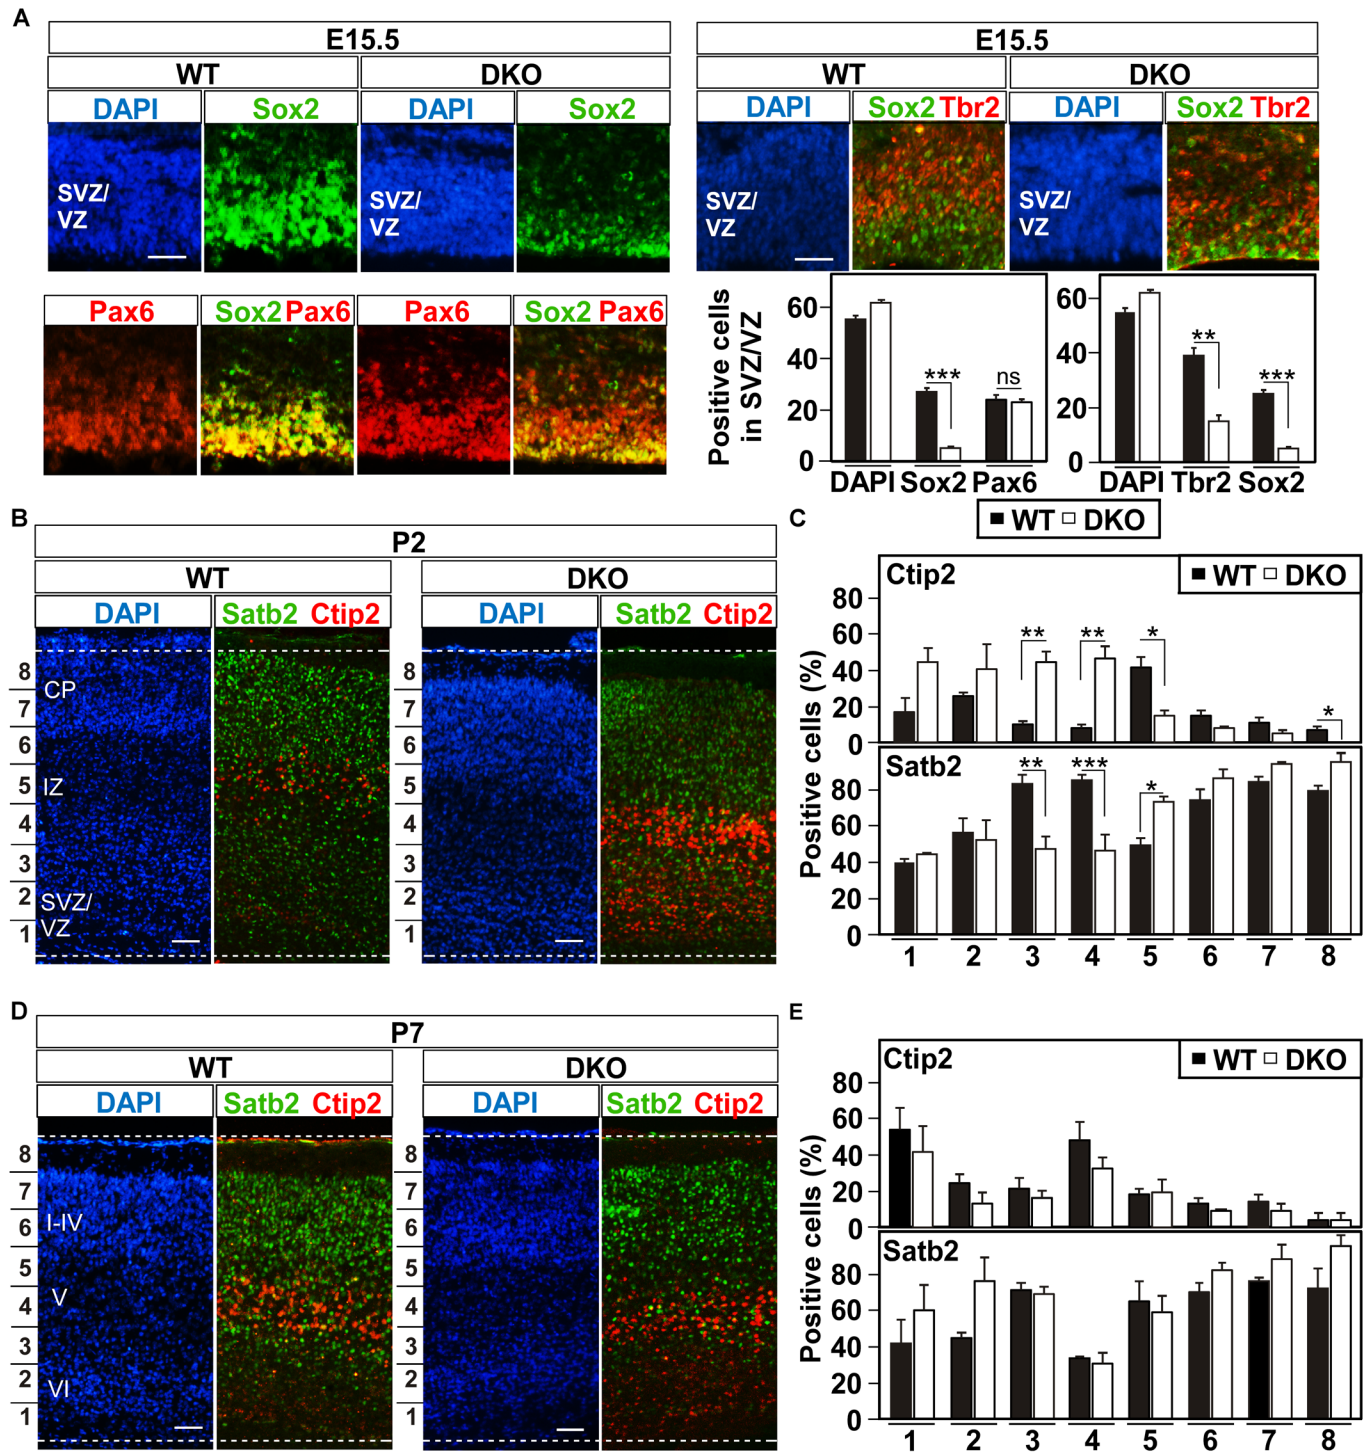 A
E15.5
WT DKO
DAPI Sox2 DAPI Sox2
SVZ/
VZ
SVZ/
VZ
Pax6 Sox2 Pax6 Pax6 Sox2 Pax6
E15.5
WT DKO
DAPI Sox2 Tbr2 DAPI Sox2 Tbr2
SVZ/
VZ
SVZ/
VZ
Positive cells
in SVZ/VZ
60
40
20
0
*** ns
DAPI Sox2 Pax6
60
40
20
0
** ***
DAPI Tbr2 Sox2
WT DKO
B
P2
WT DKO
DAPI Satb2 Ctip2 DAPI Satb2 Ctip2
8
7
6
5
4
3
2
1
CP
IZ
SVZ/
VZ
8
7
6
5
4
3
2
1
C
Ctip2 WT DKO
Positive cells (%)
80
60
40
20
0
** ** * *
Satb2
80
60
40
20
0
** *** *
1 2 3 4 5 6 7 8
D
P7
WT DKO
DAPI Satb2 Ctip2 DAPI Satb2 Ctip2
8
7
6
5
4
3
2
1
I-IV
V
VI
8
7
6
5
4
3
2
1
E
Ctip2 WT DKO
Positive cells (%)
80
60
40
20
0
Satb2
80
60
40
20
0
1 2 3 4 5 6 7 8